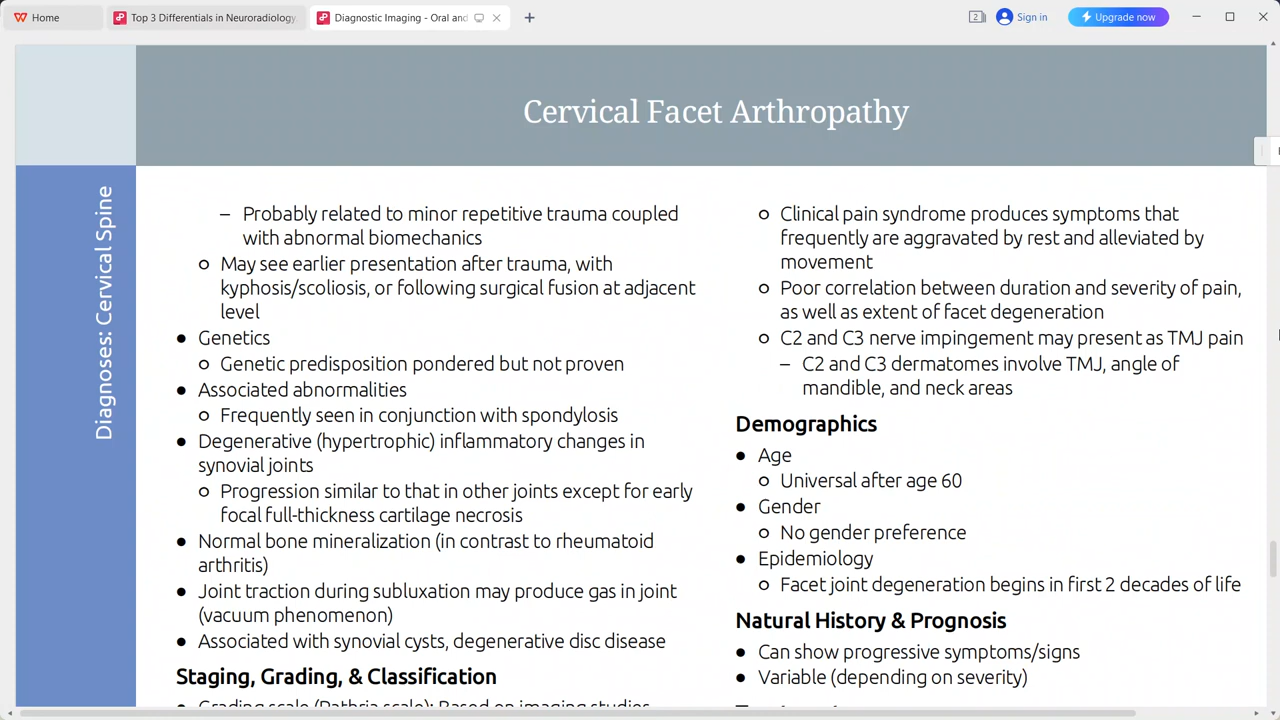 Home
Top 3 Differentials in Neuroradiology.
Diagnostic Imaging - Oral and
2
Sign in
Upgrade now
Cervical Facet Arthropathy
Diagnoses: Cervical Spine
– Probably related to minor repetitive trauma coupled
with abnormal biomechanics
o May see earlier presentation after trauma, with
kyphosis/scoliosis, or following surgical fusion at adjacent
level
● Genetics
o Genetic predisposition pondered but not proven
● Associated abnormalities
o Frequently seen in conjunction with spondylosis
● Degenerative (hypertrophic) inflammatory changes in
synovial joints
o Progression similar to that in other joints except for early
focal full-thickness cartilage necrosis
● Normal bone mineralization (in contrast to rheumatoid
arthritis)
● Joint traction during subluxation may produce gas in joint
(vacuum phenomenon)
● Associated with synovial cysts, degenerative disc disease
Staging, Grading, & Classification
● Grading scale (Pathria scale): Based on imaging studies
o Clinical pain syndrome produces symptoms that
frequently are aggravated by rest and alleviated by
movement
o Poor correlation between duration and severity of pain,
as well as extent of facet degeneration
o C2 and C3 nerve impingement may present as TMJ pain
– C2 and C3 dermatomes involve TMJ, angle of
mandible, and neck areas
Demographics
● Age
o Universal after age 60
● Gender
o No gender preference
● Epidemiology
o Facet joint degeneration begins in first 2 decades of life
Natural History & Prognosis
● Can show progressive symptoms/signs
● Variable (depending on severity)